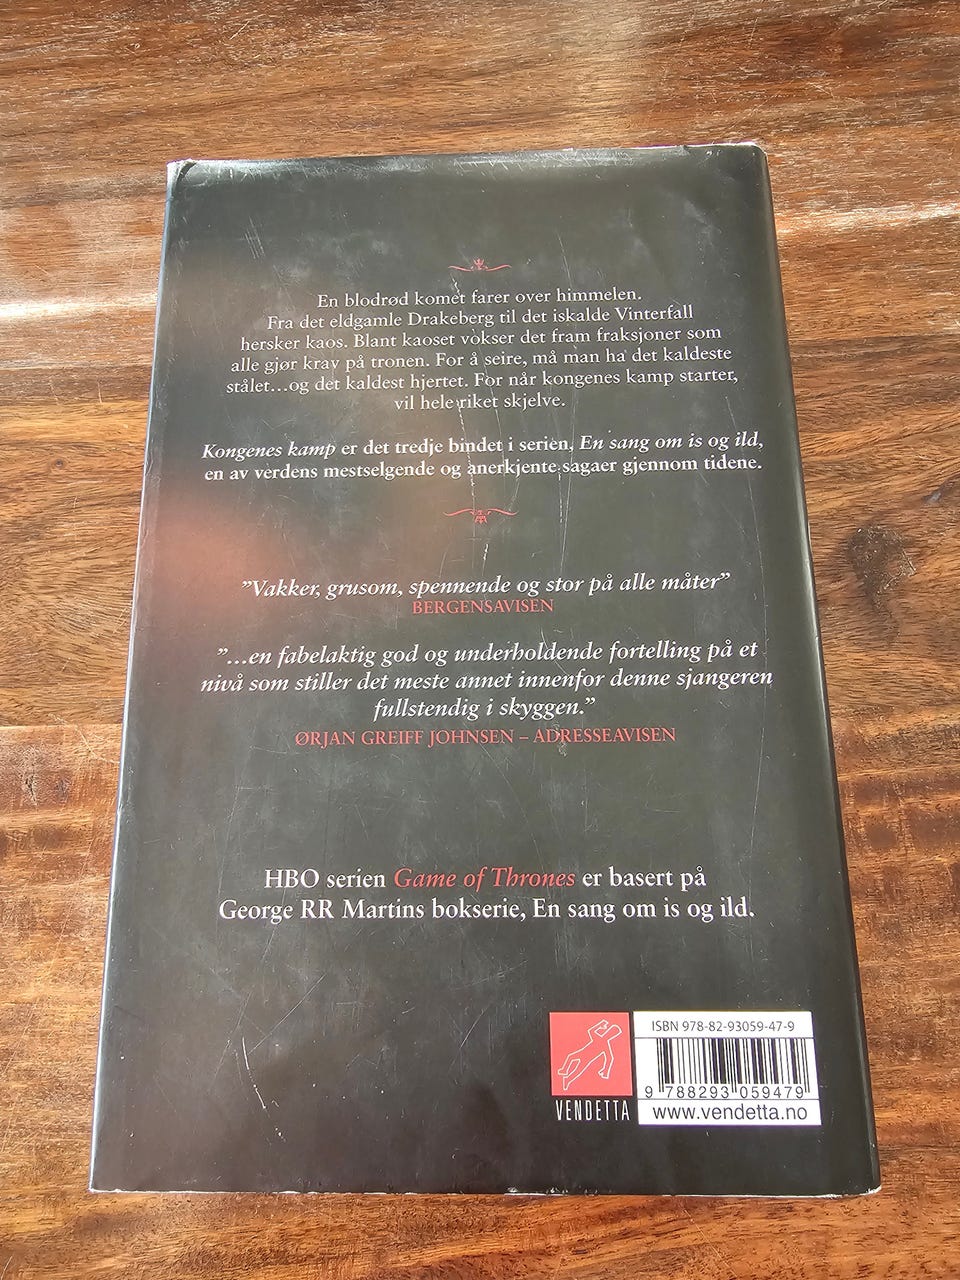 En blodrød komet farer over himmelen.
Fra det eldgamle Drakeberg til det iskalde Vinterfall
hersker kaos. Blant kaoset vokser det fram fraksjoner som
alle gjør krav på tronen. For å seire, må man ha det kaldeste
stålet...og det kaldest hjertet. For når kongenes kamp starter,
vil hele riket skjelve.
Kongenes kamp er det tredje bindet i serien, En sang om is og ild,
en av verdens mestselgende og anerkjente sagaer gjennom tidene.
”Vakker, grusom, spennende og stor på alle måter”
BERGENSAVISEN
”...en fabelaktig god og underholdende fortelling på et
nivå som stiller det meste annet innenfor denne sjangeren
fullstendig i skyggen.”
ØRJAN GREIFF JOHNSEN – ADRESSEAVISEN
HBO serien Game of Thrones er basert på
George RR Martins bokserie, En sang om is og ild.
VENDETTA
ISBN 978-82-93059-47-9
9 788293 059479
www.vendetta.no